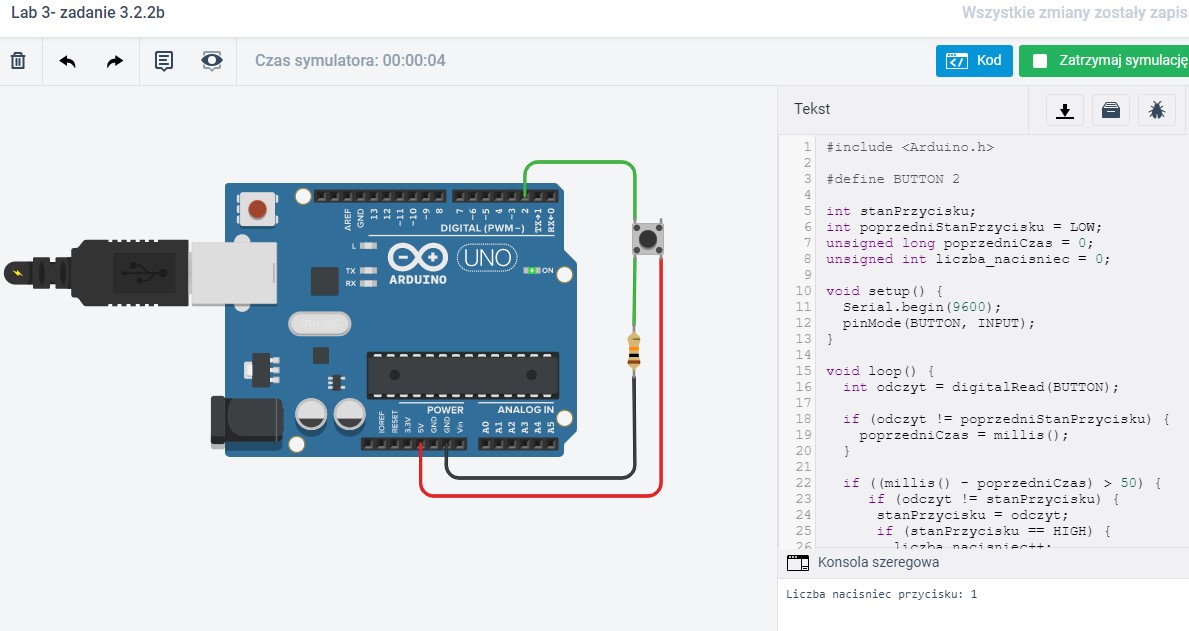 Lab 3- zadanie 3.2.2b
Wszystkie zmiany zostały zapis
Czas symulatora: 00:00:04
Kod
Zatrzymaj symulację
Tekst
1 #include <Arduino.h>
2
3 #define BUTTON 2
4
5 int stanPrzycisku;
6 int poprzedniStanPrzycisku = LOW;
7 unsigned long poprzedniCzas = 0;
8 unsigned int liczba_nacisniec = 0;
9
10 void setup() {
11 Serial.begin(9600);
12 pinMode(BUTTON, INPUT);
13 }
14
15 void loop() {
16 int odczyt = digitalRead(BUTTON);
17
18 if (odczyt != poprzedniStanPrzycisku) {
19 poprzedniCzas = millis();
20 }
21
22 if ((millis() - poprzedniCzas) > 50) {
23 if (odczyt != stanPrzycisku) {
24 stanPrzycisku = odczyt;
25 if (stanPrzycisku == HIGH) {
26 liczba_nacisniec++;
Konsola szeregowa
Liczba nacisniec przycisku: 1
AREF
GND
13
12
~11
~10
~9
8
7
~6
~5
4
~3
2
TX→1
RX←0
DIGITAL (PWM~)
L
TX
RX
UNO
ARDUINO
ON
POWER
ANALOG IN
IOREF
RESET
3.3V
5V
GND
GND
Vin
A0
A1
A2
A3
A4
A5